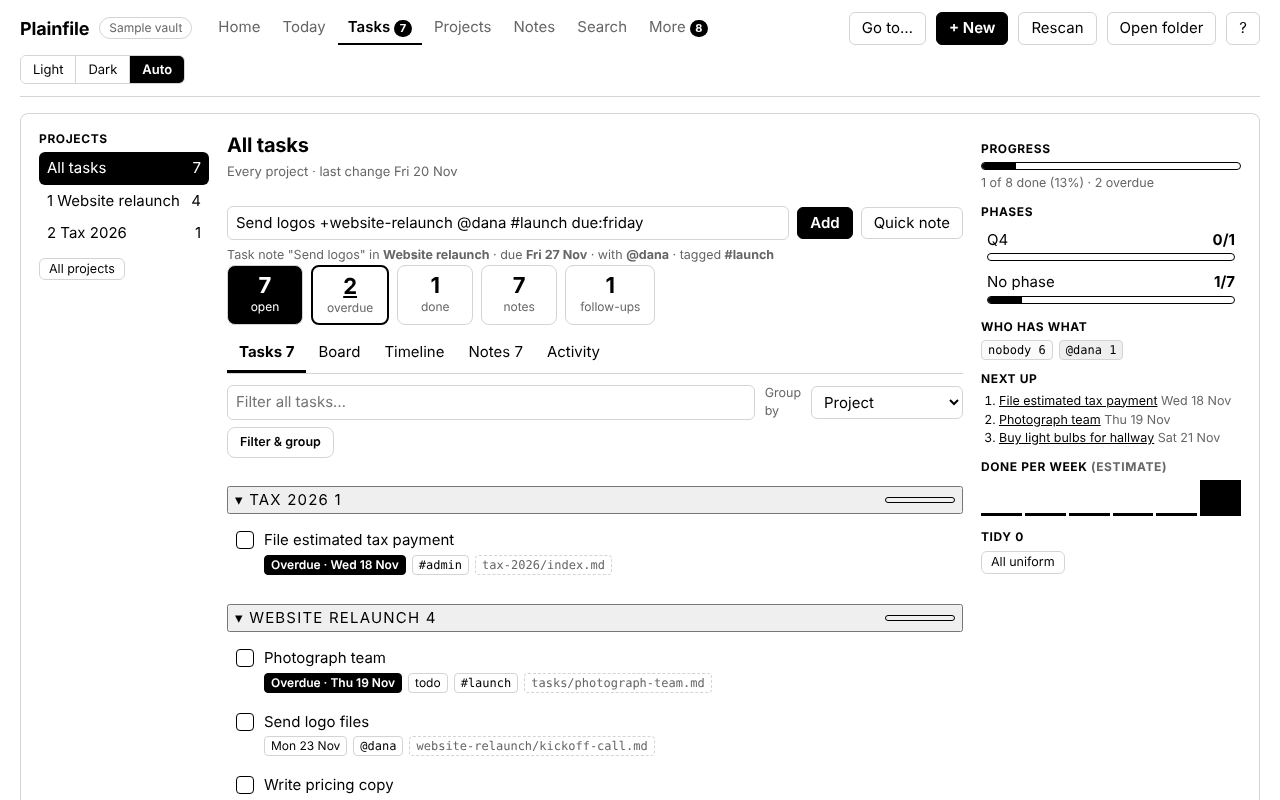 Plainfile Sample vault Home Today Tasks 7 Projects Notes Search More 8 Go to... + New Rescan Open folder ?
Light Dark Auto
PROJECTS
All tasks 7
1 Website relaunch 4
2 Tax 2026 1
All projects
All tasks
Every project · last change Fri 20 Nov
Send logos +website-relaunch @dana #launch due:friday Add Quick note
Task note "Send logos" in Website relaunch · due Fri 27 Nov · with @dana · tagged #launch
7 open
2 overdue
1 done
7 notes
1 follow-ups
Tasks 7 Board Timeline Notes 7 Activity
Filter all tasks... Group by Project
Filter & group
▾ TAX 2026 1
File estimated tax payment
Overdue · Wed 18 Nov #admin tax-2026/index.md
▾ WEBSITE RELAUNCH 4
Photograph team
Overdue · Thu 19 Nov todo #launch tasks/photograph-team.md
Send logo files
Mon 23 Nov @dana website-relaunch/kickoff-call.md
Write pricing copy
PROGRESS
1 of 8 done (13%) · 2 overdue
PHASES
Q4 0/1
No phase 1/7
WHO HAS WHAT
nobody 6 @dana 1
NEXT UP
1. File estimated tax payment Wed 18 Nov
2. Photograph team Thu 19 Nov
3. Buy light bulbs for hallway Sat 21 Nov
DONE PER WEEK (ESTIMATE)
TIDY 0
All uniform